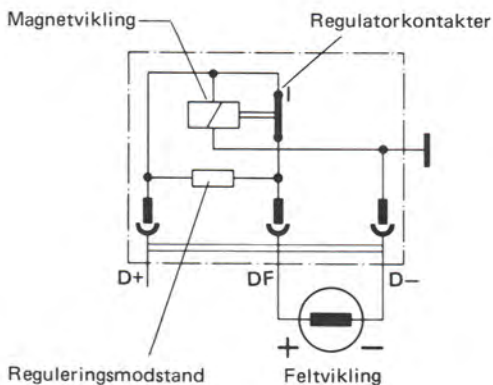 Magnetvikling
Regulatorkontakter
I
D+
DF
D−
+
−
Reguleringsmodstand
Feltvikling